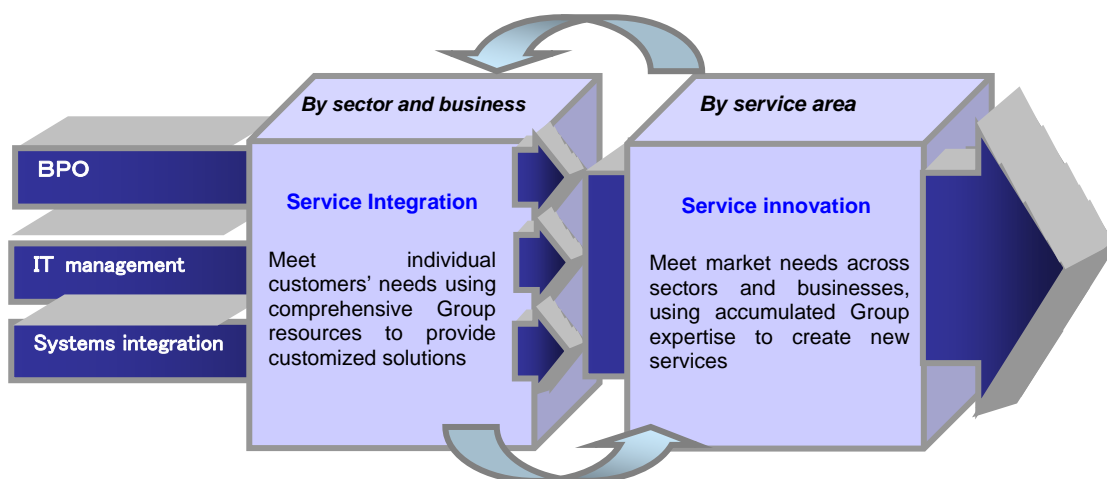 BPO
IT management
Systems integration
By sector and business
Service Integration
Meet individual
customers’ needs using
comprehensive Group
resources to provide
customized solutions
By service area
Service innovation
Meet market needs across
sectors and businesses,
using accumulated Group
expertise to create new
services